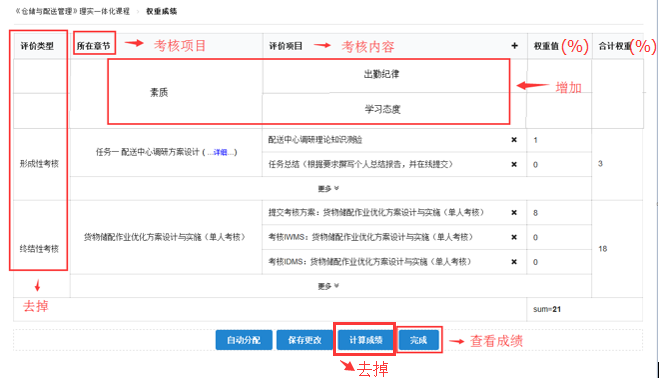 《仓储与配送管理》理实一体化课程 › 权重成绩
评价类型 所在章节 考核项目 评价项目 考核内容 + 权重值 (%) 合计权重 (%)
素质 出勤纪律
增加
学习态度
形成性考核 任务一 配送中心调研方案设计 ( ...详细...) 配送中心调研理论知识测验 ✖ 1 3
任务总结（根据要求撰写个人总结报告，并在线提交） ✖ 0
更多
终结性考核 货物储配作业优化方案设计与实施（单人考核） 提交考核方案：货物储配作业优化方案设计与实施（单人考核） ✖ 8 18
考核IWMS：货物储配作业优化方案设计与实施（单人考核） ✖ 0
考核IDMS：货物储配作业优化方案设计与实施（单人考核） ✖ 0
更多
去掉
sum=21
自动分配 保存更改 计算成绩 完成 查看成绩
去掉